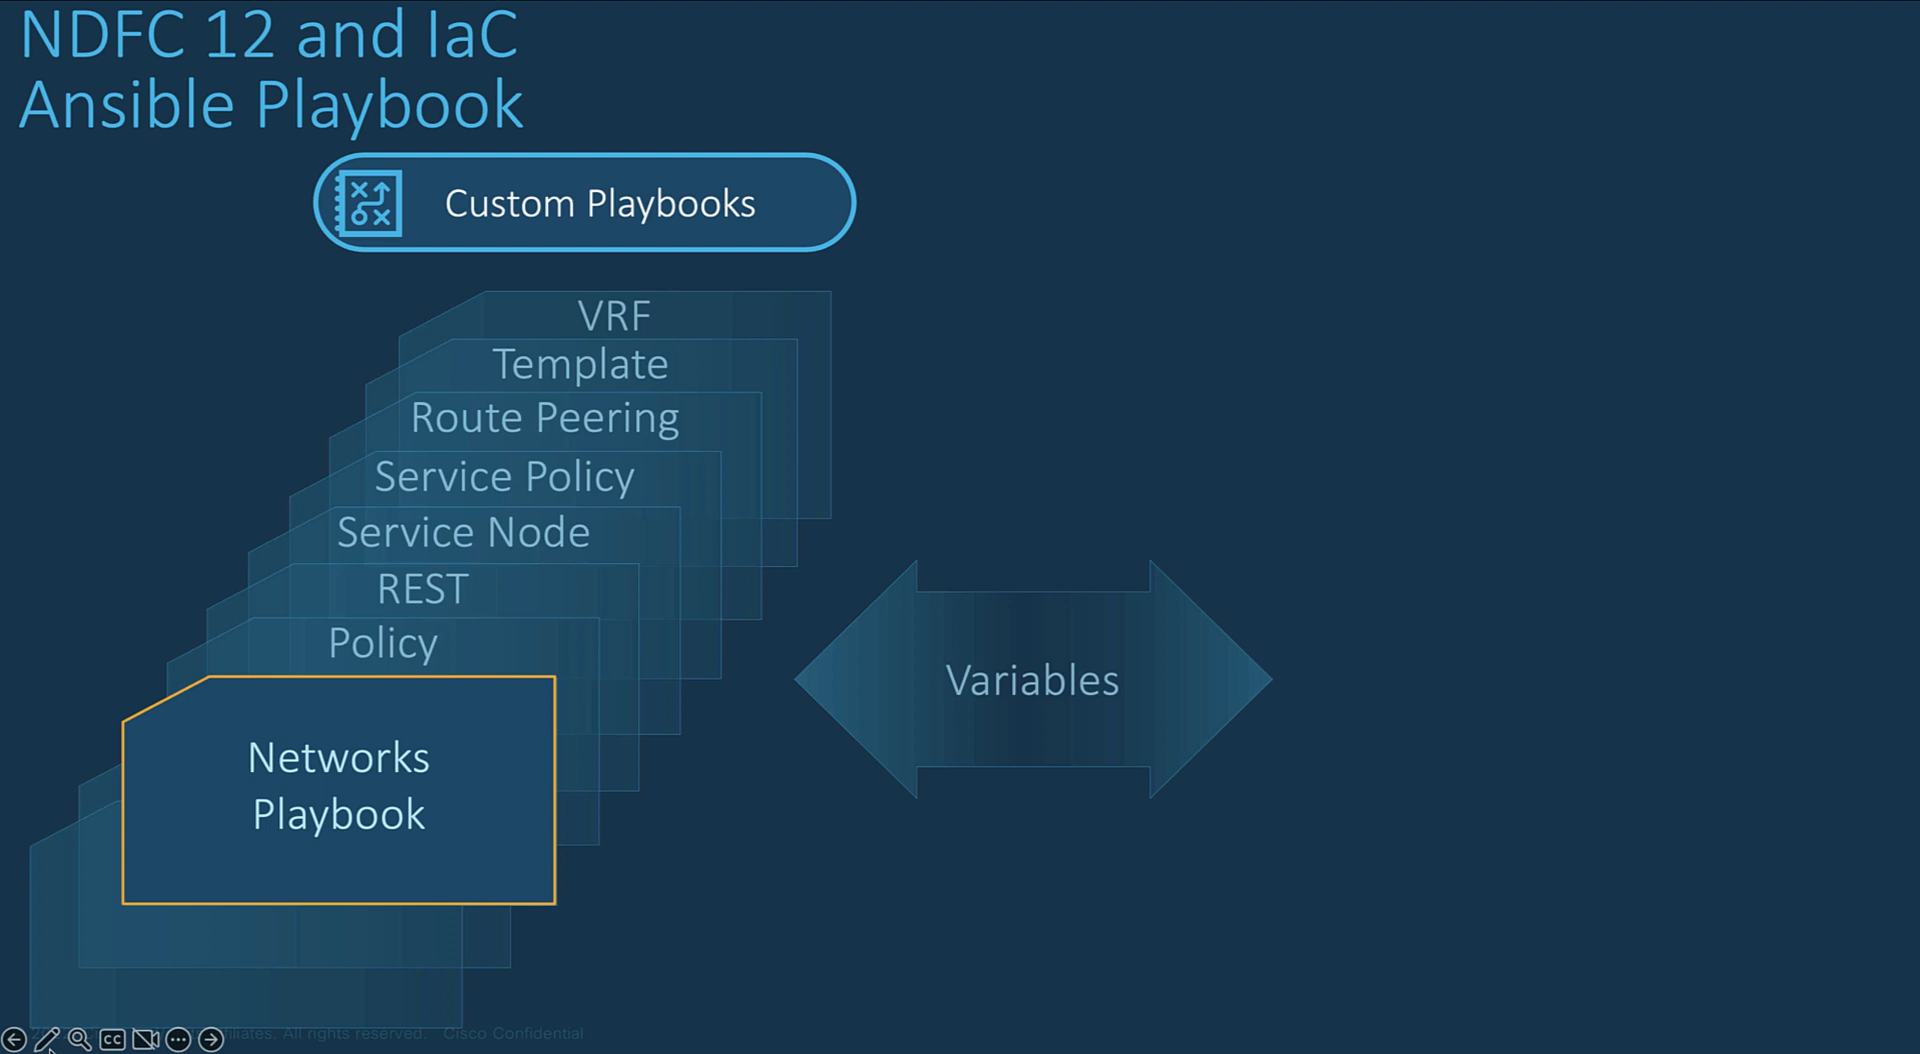 NDFC 12 and IaC
Ansible Playbook
Custom Playbooks
VRF
Template
Route Peering
Service Policy
Service Node
REST
Policy
Networks
Playbook
Variables
CC
All rights reserved. Cisco Confidential